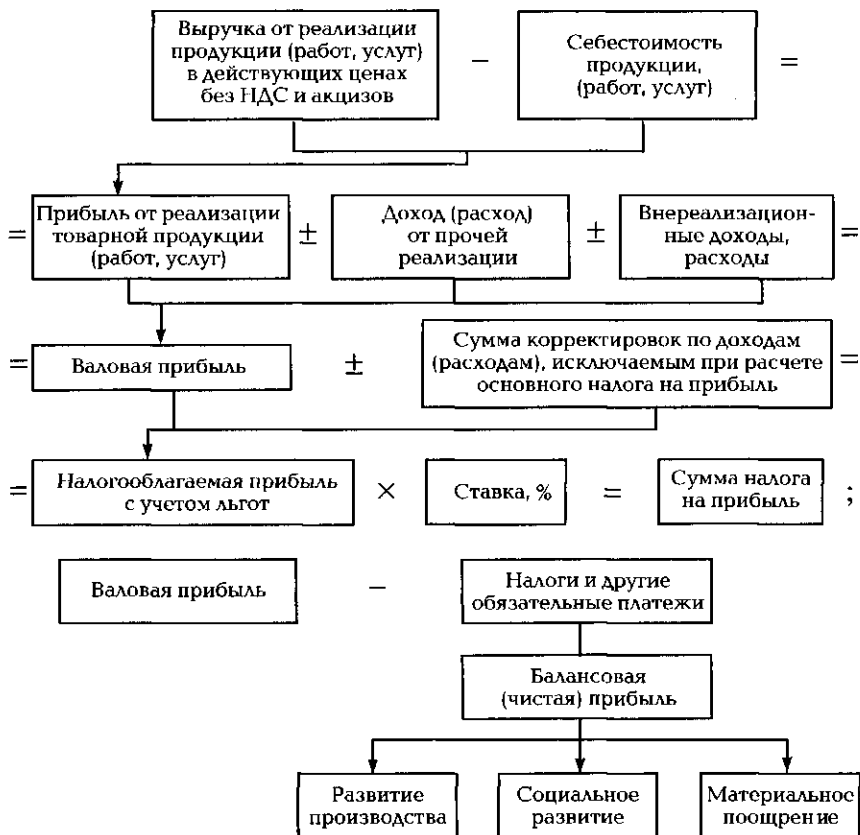 Выручка от реализации
продукции (работ, услуг)
в действующих ценах
без НДС и акцизов
−
Себестоимость
продукции,
(работ, услуг)
=
=
Прибыль от реализации
товарной продукции
(работ, услуг)
±
Доход (расход)
от прочей
реализации
±
Внереализацион-
ные доходы,
расходы
=
=
Валовая прибыль
±
Сумма корректировок по доходам
(расходам), исключаемым при расчете
основного налога на прибыль
=
=
Налогооблагаемая прибыль
с учетом льгот
×
Ставка, %
=
Сумма налога
на прибыль
;
Валовая прибыль
−
Налоги и другие
обязательные платежи
Балансовая
(чистая) прибыль
Развитие
производства
Социальное
развитие
Материальное
поощрение